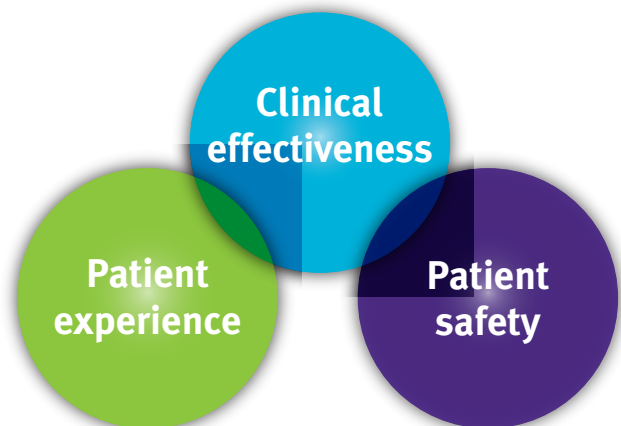 Clinical
effectiveness
Patient
experience
Patient
safety